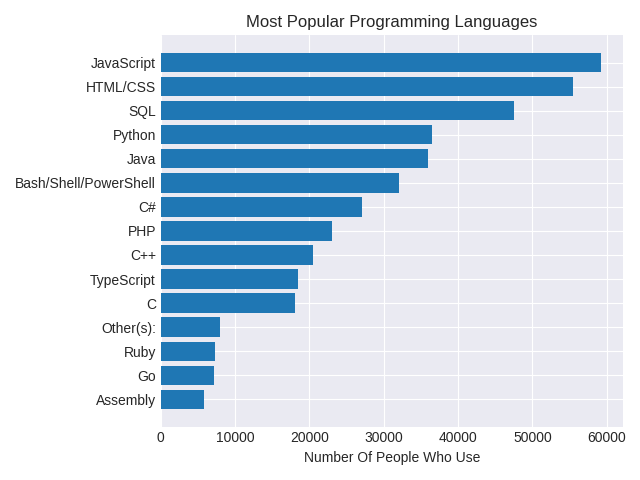 Most Popular Programming Languages
JavaScript
HTML/CSS
SQL
Python
Java
Bash/Shell/PowerShell
C#
PHP
C++
TypeScript
C
Other(s):
Ruby
Go
Assembly
0 10000 20000 30000 40000 50000 60000
Number Of People Who Use